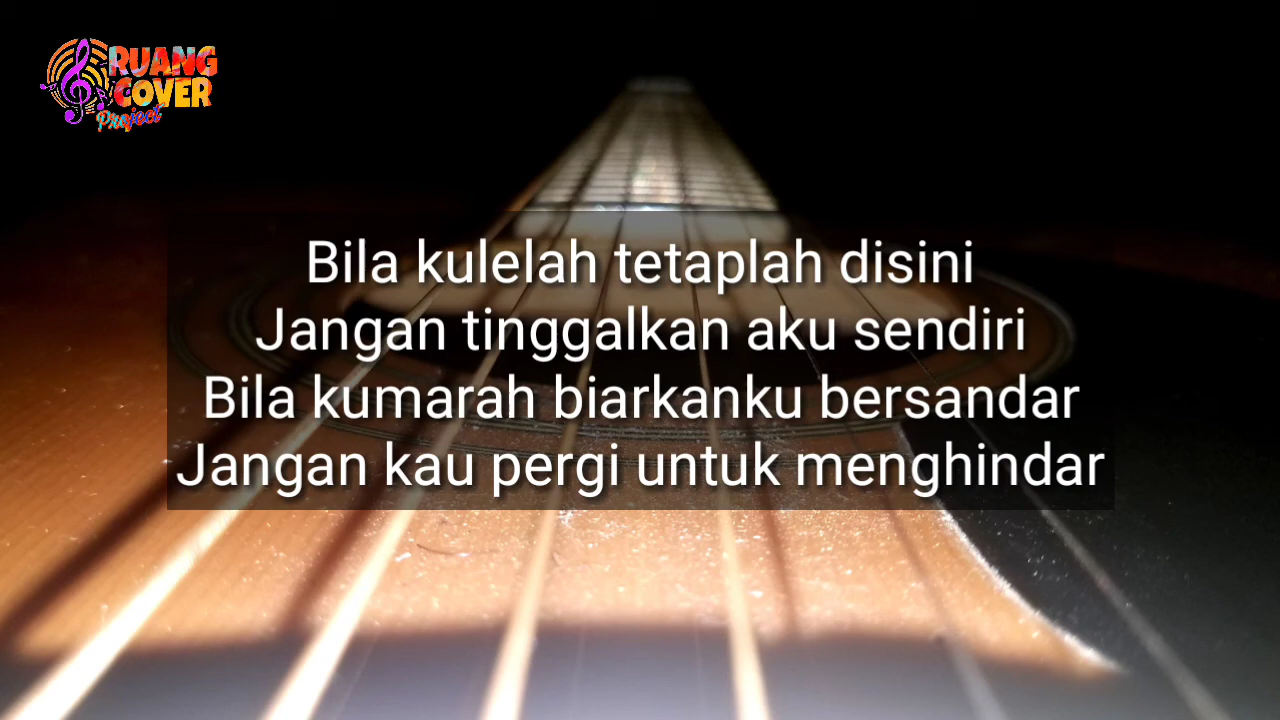 RUANG
COVER
Project
Bila kulelah tetaplah disini
Jangan tinggalkan aku sendiri
Bila kumarah biarkanku bersandar
Jangan kau pergi untuk menghindar